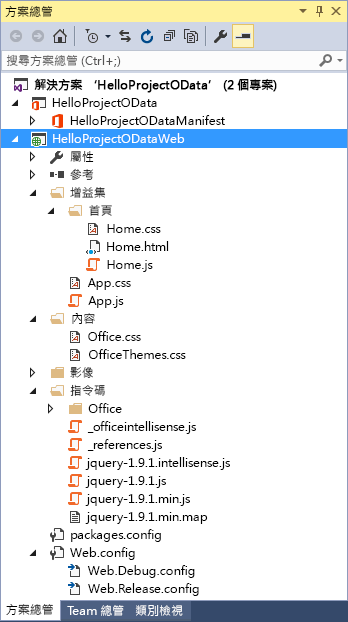 方案總管
搜尋方案總管 (Ctrl+;)
解決方案 ‘HelloProjectOData’ (2 個專案)
HelloProjectOData
HelloProjectODataManifest
HelloProjectODataWeb
屬性
參考
增益集
首頁
Home.css
Home.html
Home.js
App.css
App.js
內容
Office.css
OfficeThemes.css
影像
指令碼
Office
_officeintellisense.js
_references.js
jquery-1.9.1.intellisense.js
jquery-1.9.1.js
jquery-1.9.1.min.js
jquery-1.9.1.min.map
packages.config
Web.config
Web.Debug.config
Web.Release.config
方案總管 Team 總管 類別檢視